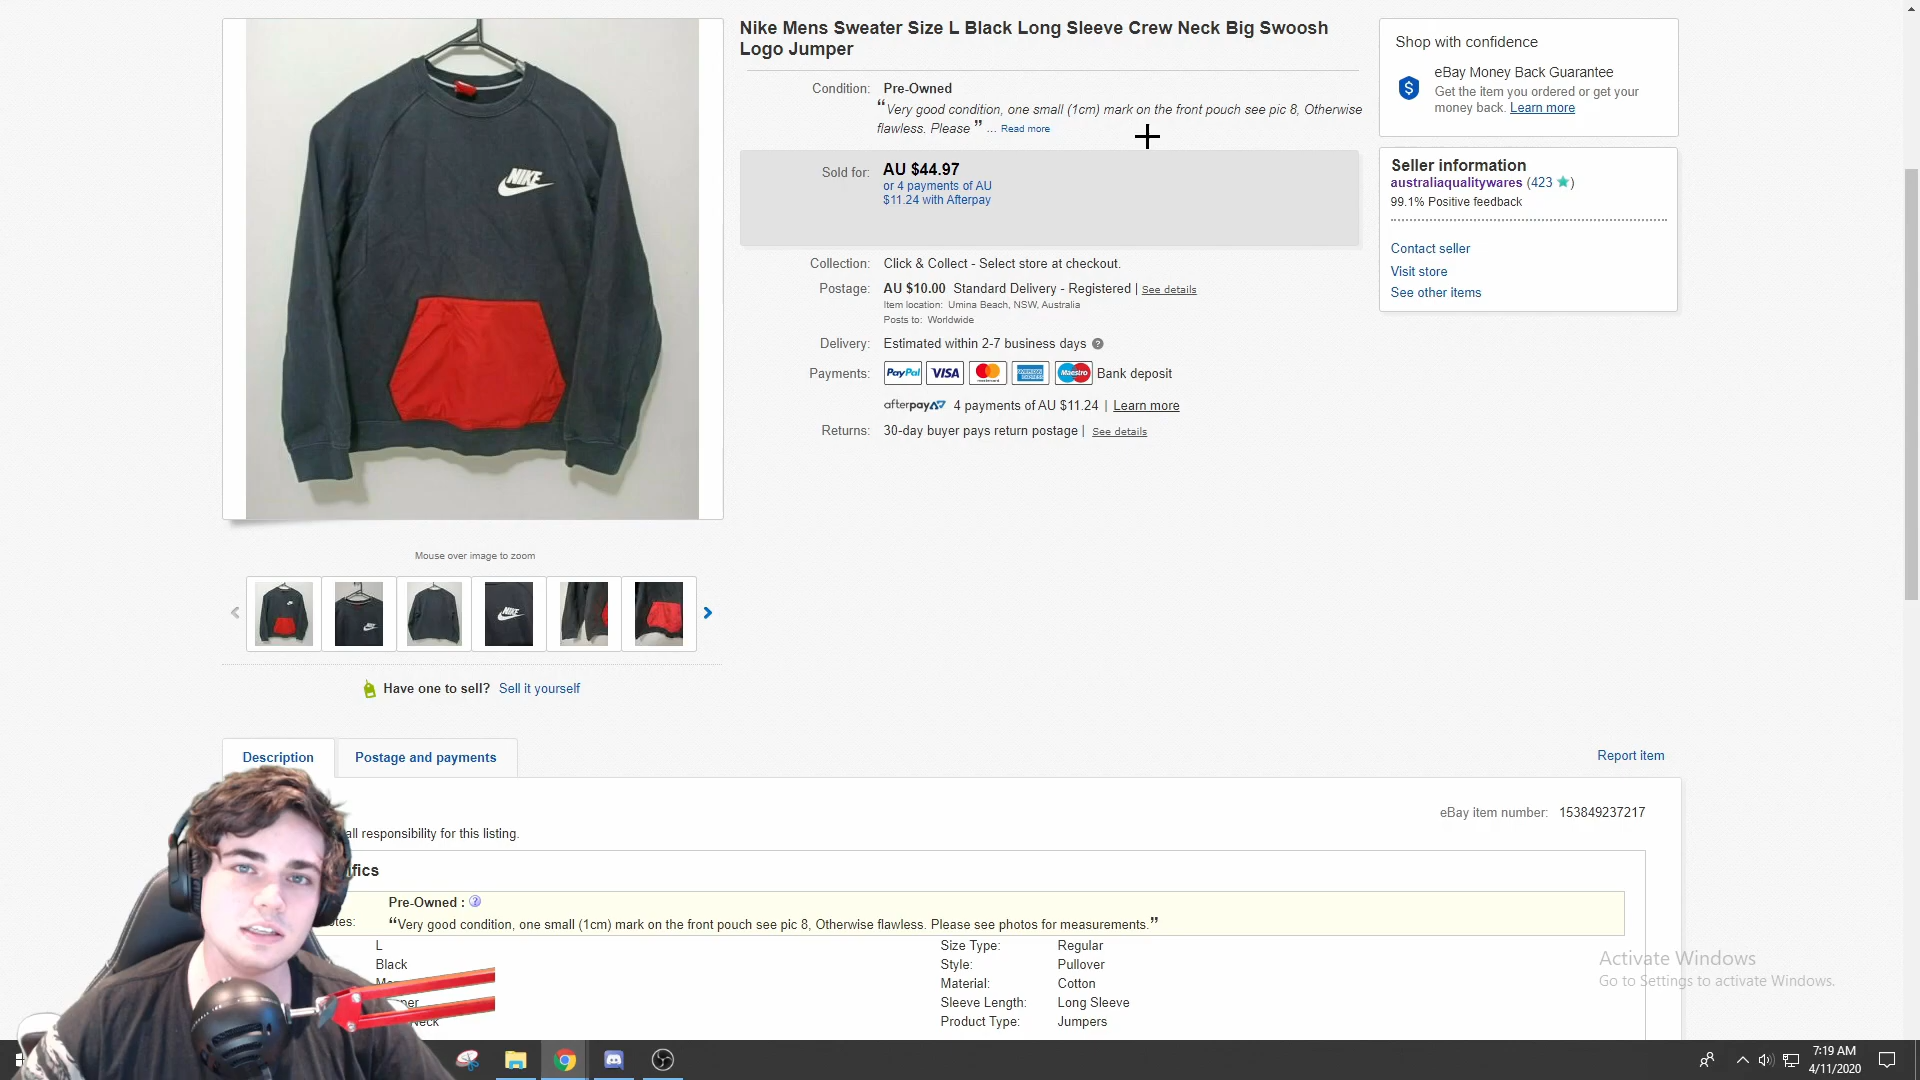 Nike Mens Sweater Size L Black Long Sleeve Crew Neck Big Swoosh
Logo Jumper
Condition: Pre-Owned
“Very good condition, one small (1cm) mark on the front pouch see pic 8, Otherwise
flawless. Please ” ... Read more
Sold for: AU $44.97
or 4 payments of AU
$11.24 with Afterpay
Collection: Click & Collect - Select store at checkout.
Postage: AU $10.00 Standard Delivery - Registered | See details
Item location: Umina Beach, NSW, Australia
Posts to: Worldwide
Delivery: Estimated within 2-7 business days ?
Payments: PayPal VISA mastercard AMERICAN EXPRESS Maestro Bank deposit
afterpay 4 payments of AU $11.24 | Learn more
Returns: 30-day buyer pays return postage | See details
Shop with confidence
$ eBay Money Back Guarantee
Get the item you ordered or get your
money back. Learn more
Seller information
australiaqualitywares (423 ★)
99.1% Positive feedback
Contact seller
Visit store
See other items
NIKE
Mouse over image to zoom
NIKE
Have one to sell? Sell it yourself
Description Postage and payments
Report item
eBay item number: 153849237217
all responsibility for this listing.
ifics
Pre-Owned : ?
“Very good condition, one small (1cm) mark on the front pouch see pic 8, Otherwise flawless. Please see photos for measurements.”
L Size Type: Regular
Black Style: Pullover
Material: Cotton
Sleeve Length: Long Sleeve
Neck Product Type: Jumpers
Activate Windows
Go to Settings to activate Windows.
7:19 AM
4/11/2020